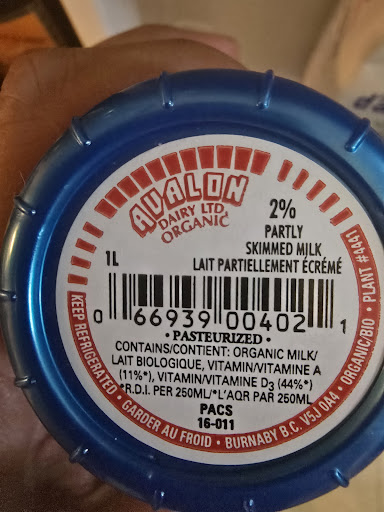 AVALON
DAIRY LTD
ORGANIC
2%
PARTLY
SKIMMED MILK
LAIT PARTIELLEMENT ÉCRÉMÉ
1L
0 66939 00402 1
• PASTEURIZED •
CONTAINS/CONTIENT: ORGANIC MILK/
LAIT BIOLOGIQUE, VITAMIN/VITAMINE A
(11%*), VITAMIN/VITAMINE D3 (44%*)
*R.D.I. PER 250ML/*L'AQR PAR 250ML
PACS
16-011
KEEP REFRIGERATED • GARDER AU FROID • BURNABY B.C. V5J 0A4 • ORGANIC/BIO • PLANT #4441